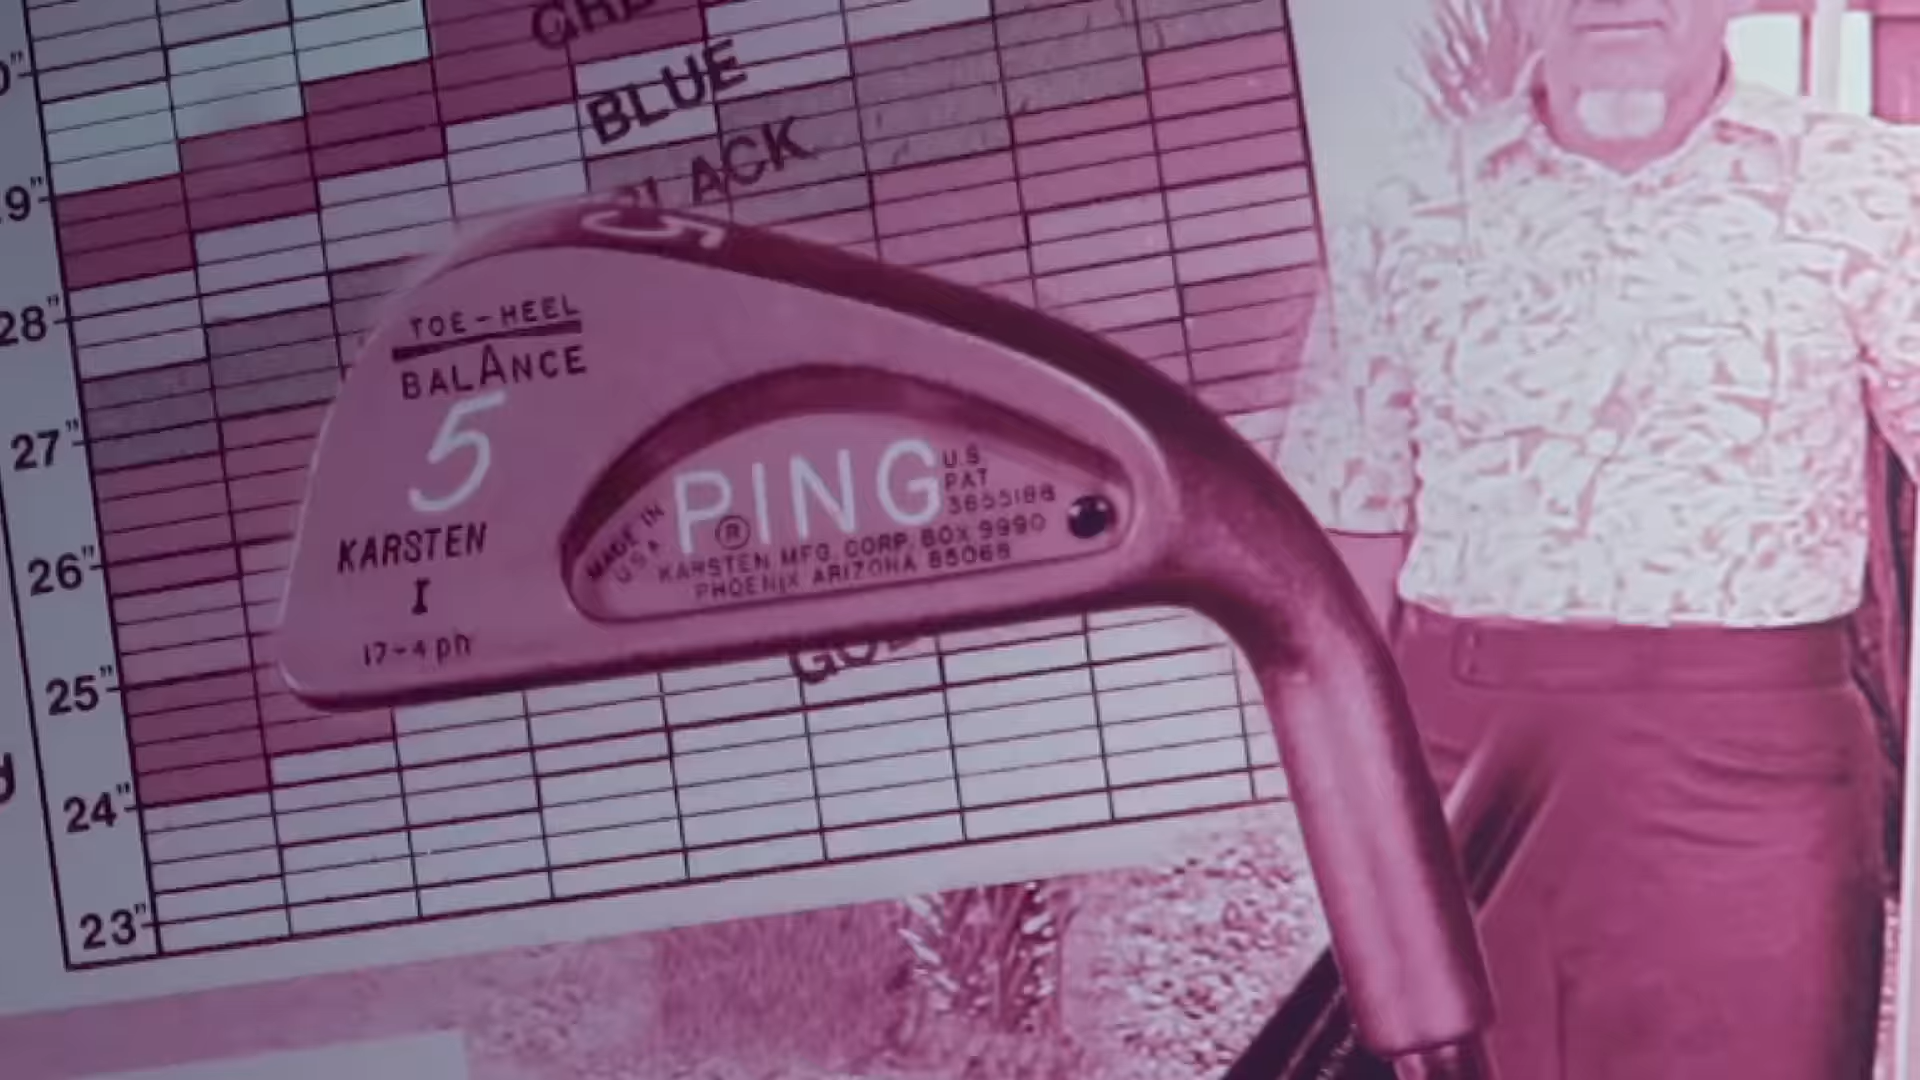 BLUE
BLACK
29"
28"
27"
26"
25"
24"
23"
5
TOE-HEEL
BALANCE
5
KARSTEN
I
17-4 ph
MADE IN
U.S.A.
PING
®
U.S.
PAT
3655188
KARSTEN MFG. CORP. BOX 9990
PHOENIX ARIZONA 85068